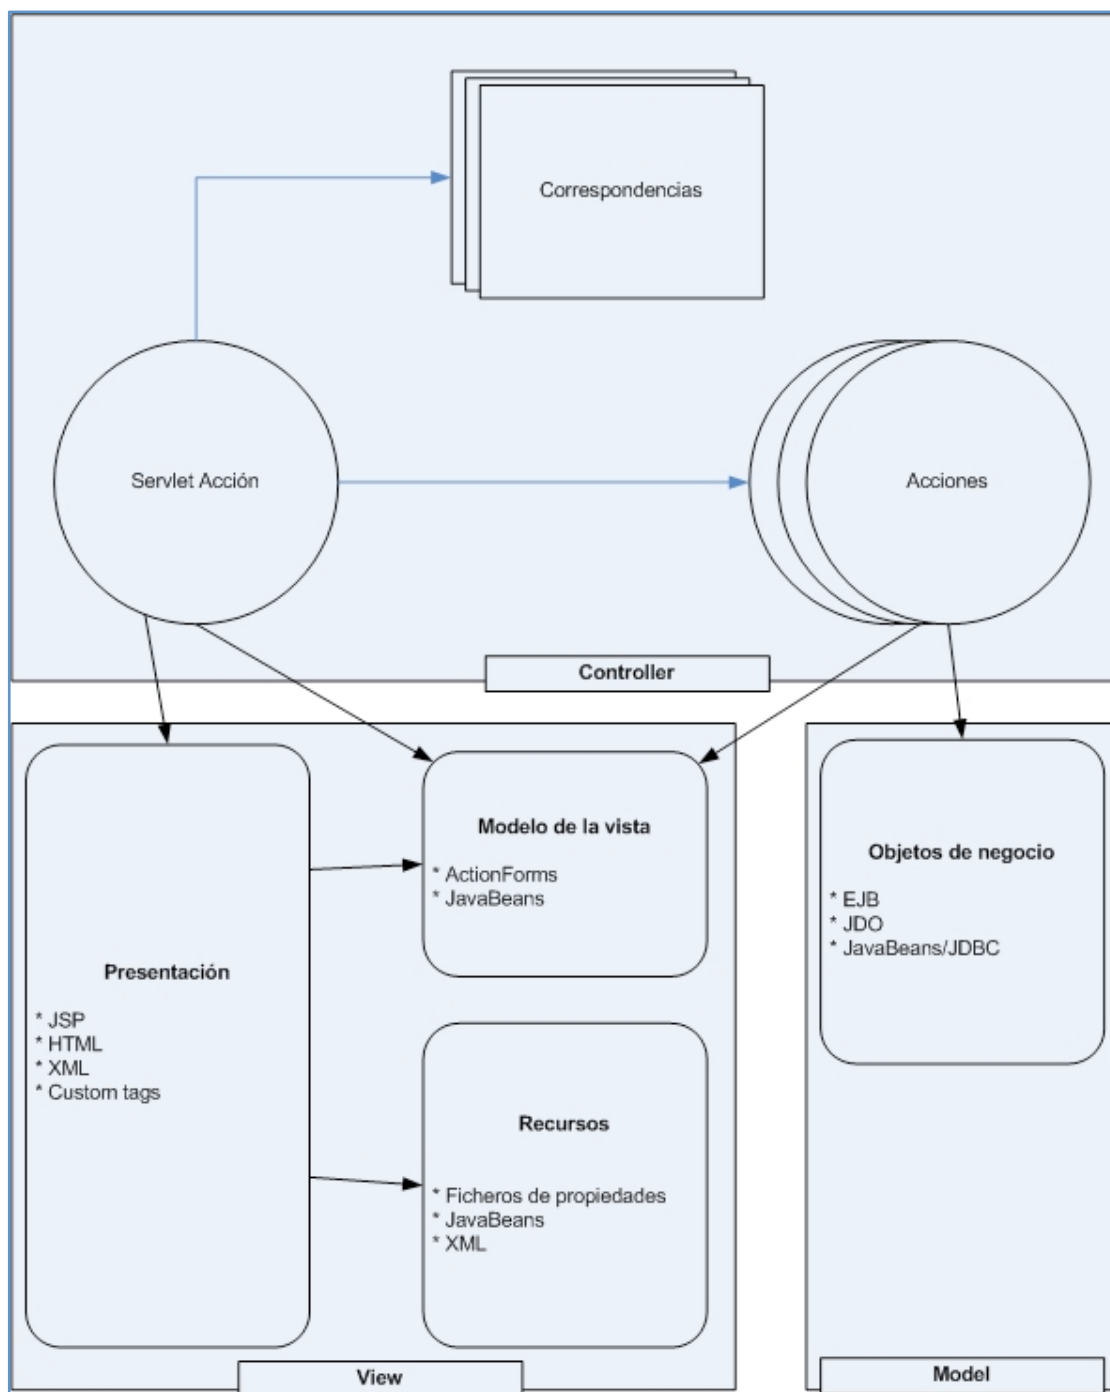 Correspondencias
Servlet Acción
Acciones
Controller
Modelo de la vista
* ActionForms
* JavaBeans
Objetos de negocio
* EJB
* JDO
* JavaBeans/JDBC
Presentación
* JSP
* HTML
* XML
* Custom tags
Recursos
* Ficheros de propiedades
* JavaBeans
* XML
View
Model